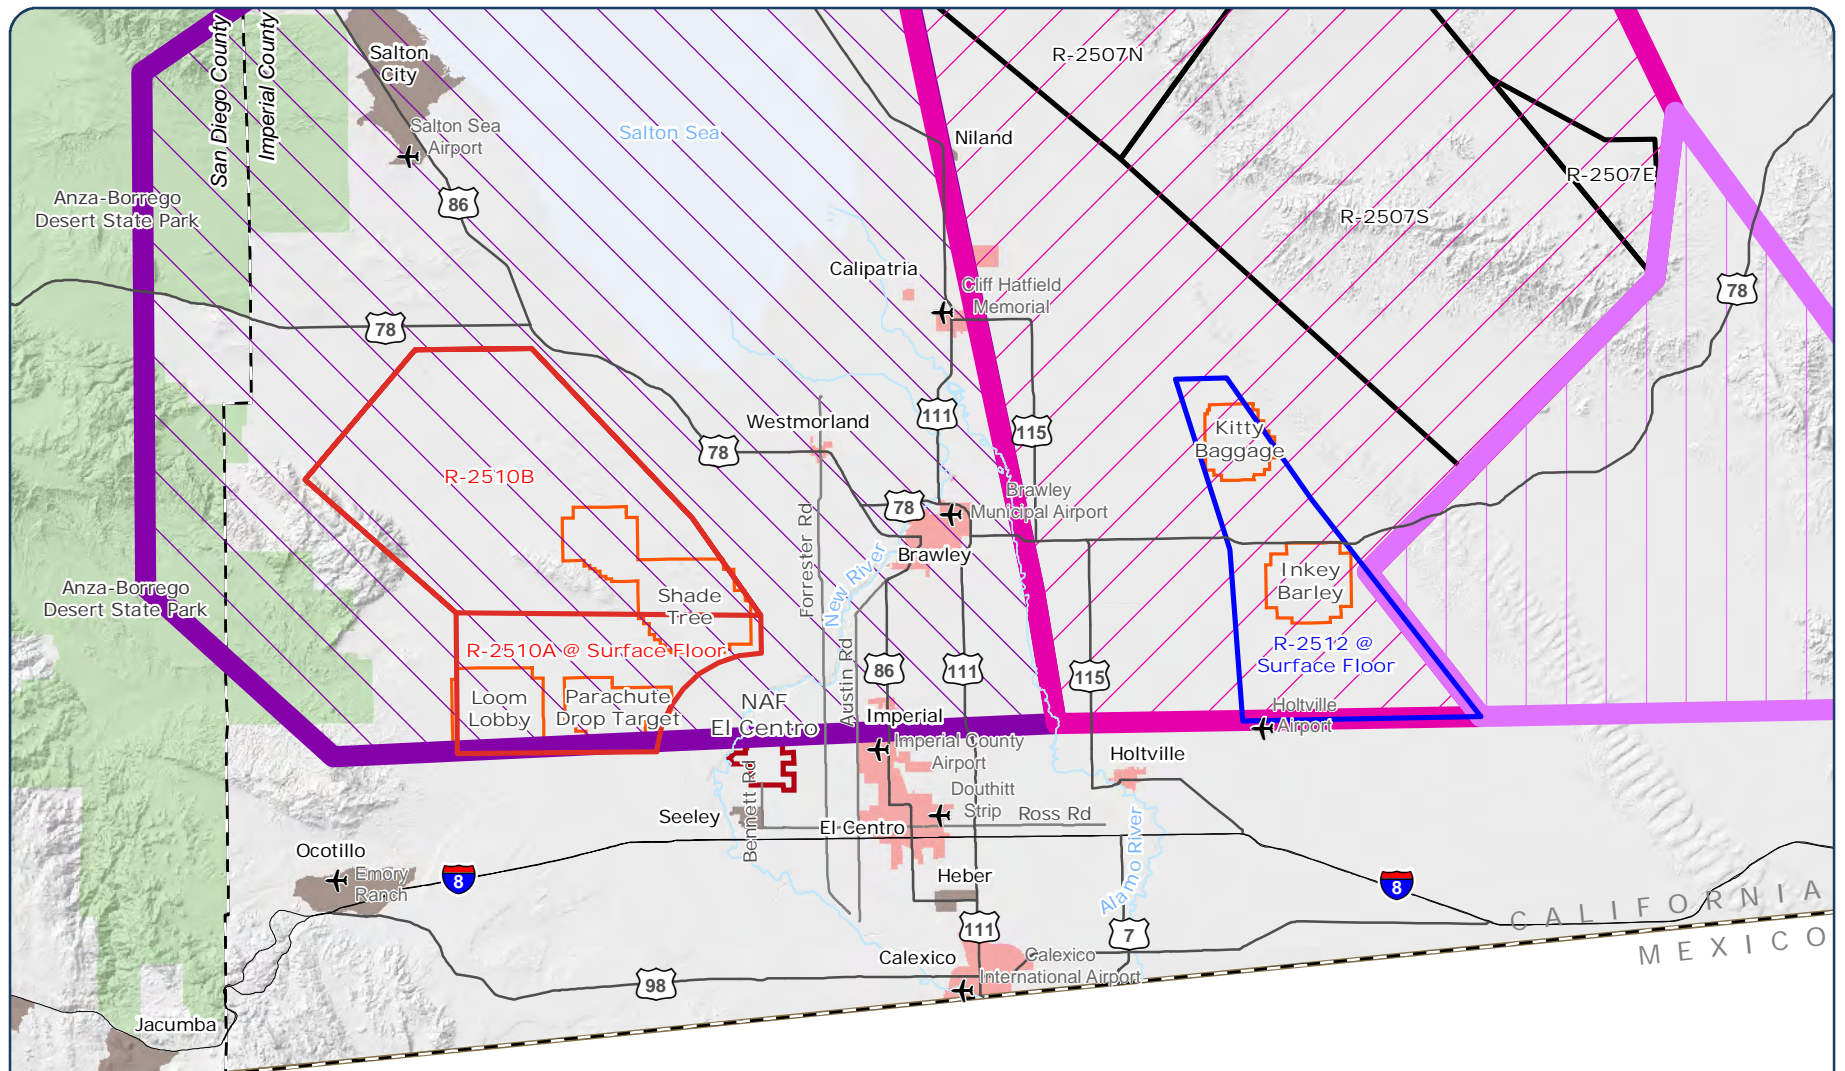 San Diego County
Imperial County
Salton
City
Salton Sea
Airport
Salton Sea
R-2507N
Niland
R-2507E
R-2507S
Anza-Borrego
Desert State Park
86
Calipatria
Cliff Hatfield
Memorial
78
78
111
115
Westmorland
78
Kitty
Baggage
R-2510B
78
Brawley
Municipal Airport
Brawley
Forrester Rd
New River
Inkey
Barley
Anza-Borrego
Desert State Park
Shade
Tree
R-2510A @ Surface Floor
R-2512 @
Surface Floor
Austin Rd
86
111
115
Loom
Lobby
Parachute
Drop Target
NAF
El Centro
Imperial
Holtville
Airport
Imperial County
Airport
Holtville
Bennett Rd
Douthitt
Strip
Seeley
El Centro
Ross Rd
Alamo River
Ocotillo
Emory
Ranch
8
Heber
8
CALIFORNIA
MEXICO
111
7
Calexico
Calexico
International Airport
98
Jacumba